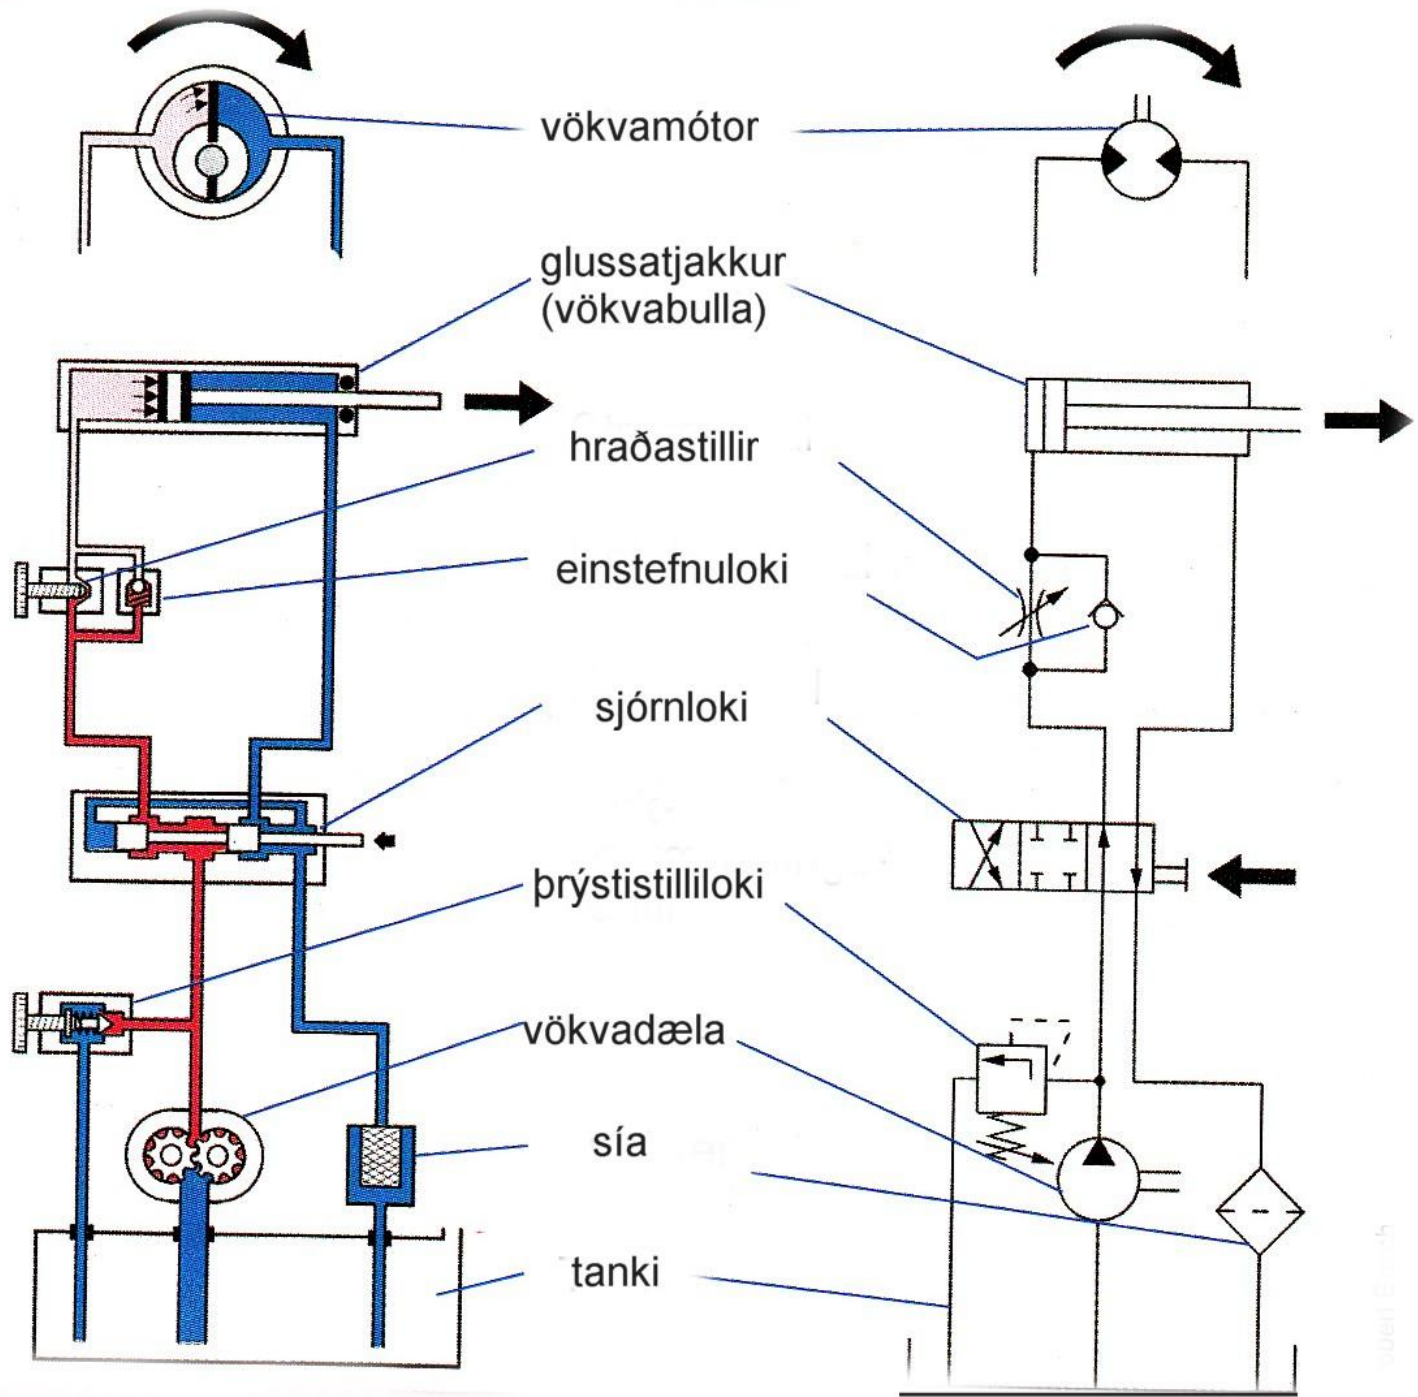 vökvamótor
glussatjakkur
(vökvabulla)
hraðastillir
einstefnuloki
sjórnloki
þrýstistilliloki
vökvadæla
sía
tanki